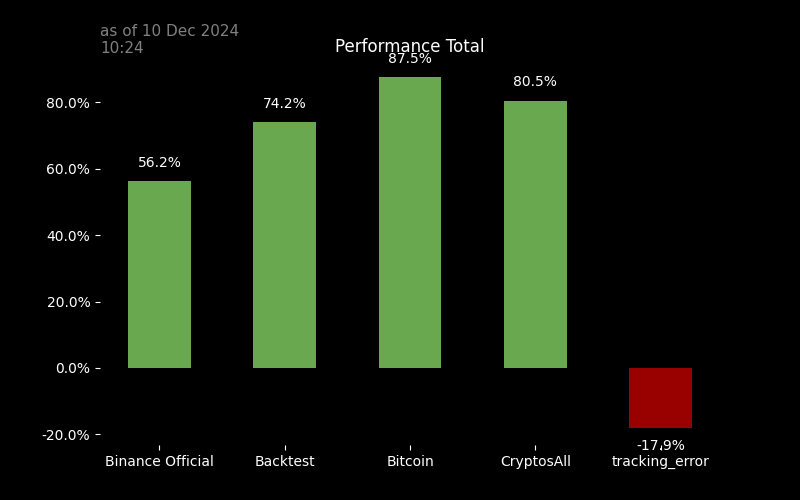 as of 10 Dec 2024
10:24
Performance Total
87.5%
80.5%
80.0%
74.2%
56.2%
60.0%
40.0%
20.0%
0.0%
-20.0%
-17.9%
Binance Official
Backtest
Bitcoin
CryptosAll
tracking_error